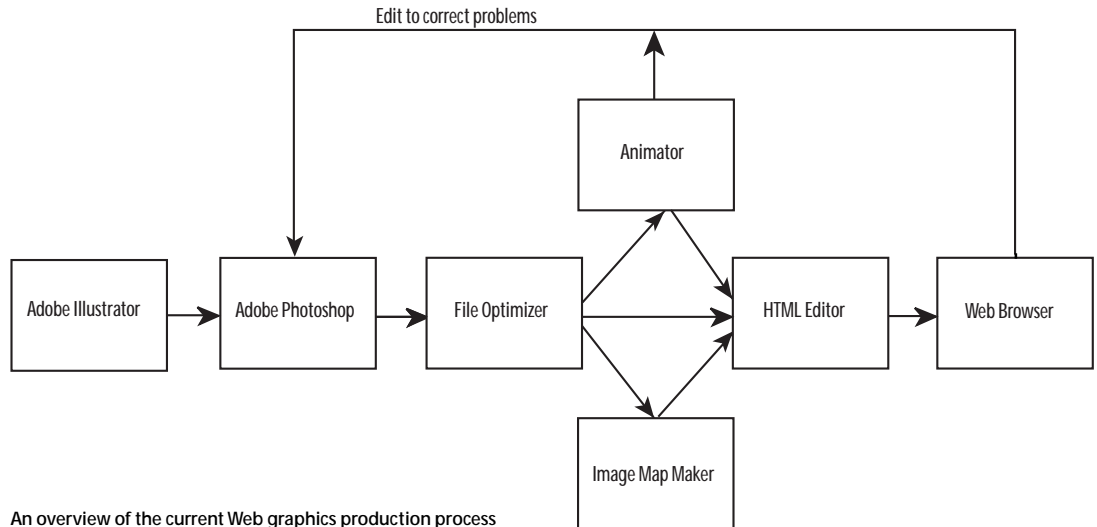 Edit to correct problems
Animator
Adobe Illustrator
Adobe Photoshop
File Optimizer
HTML Editor
Web Browser
Image Map Maker
An overview of the current Web graphics production process